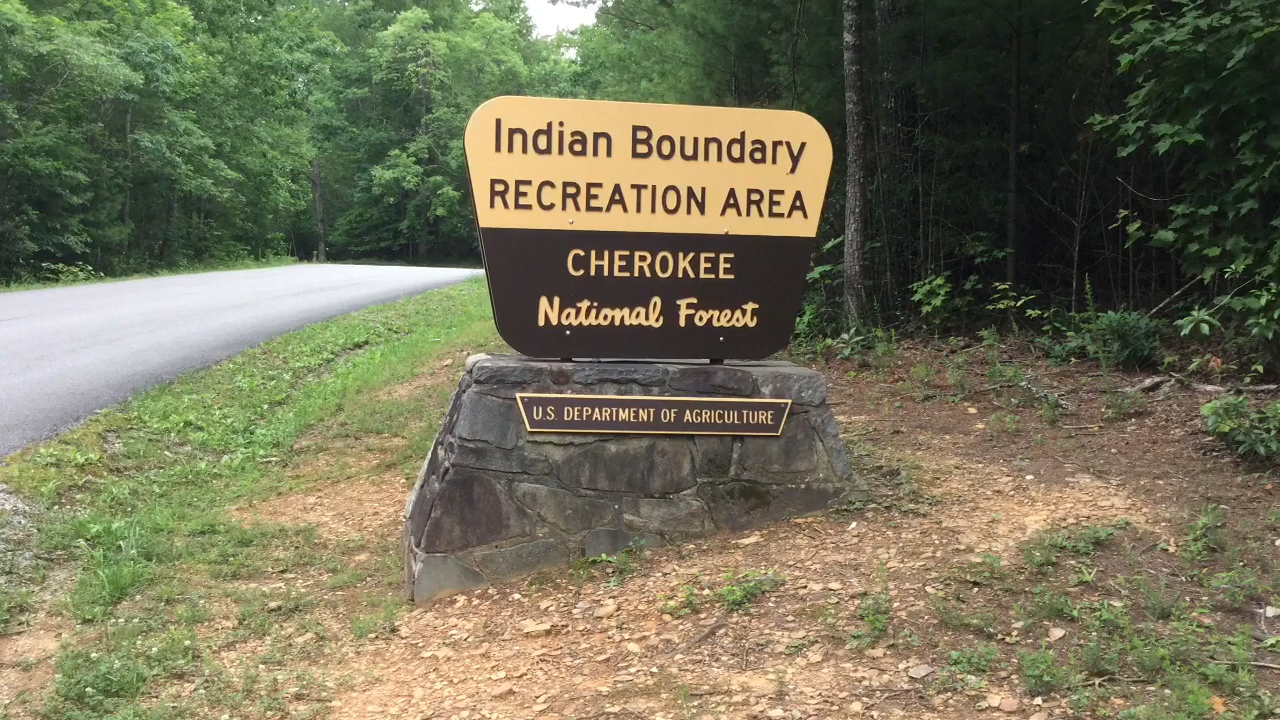 Indian Boundary
RECREATION AREA
CHEROKEE
National Forest
U.S. DEPARTMENT OF AGRICULTURE